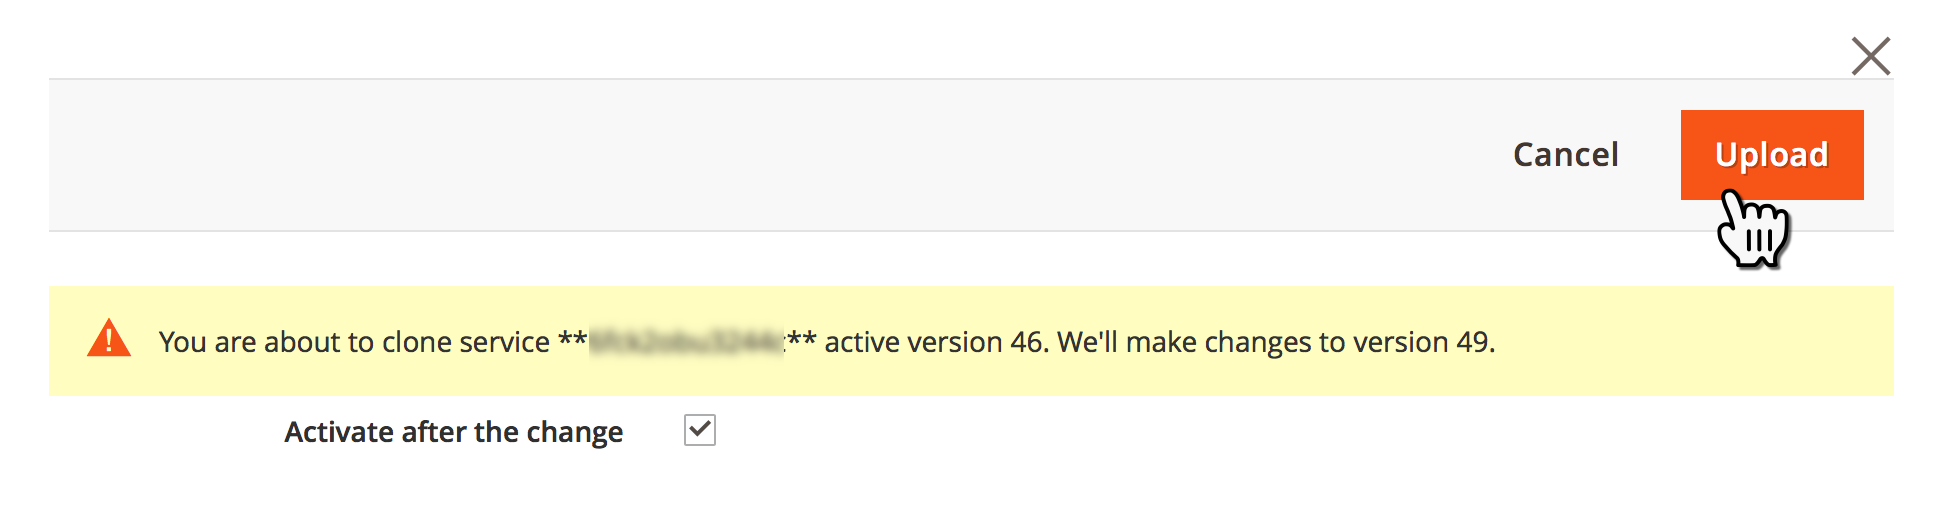 Cancel
Upload
You are about to clone service **** active version 46. We'll make changes to version 49.
Activate after the change